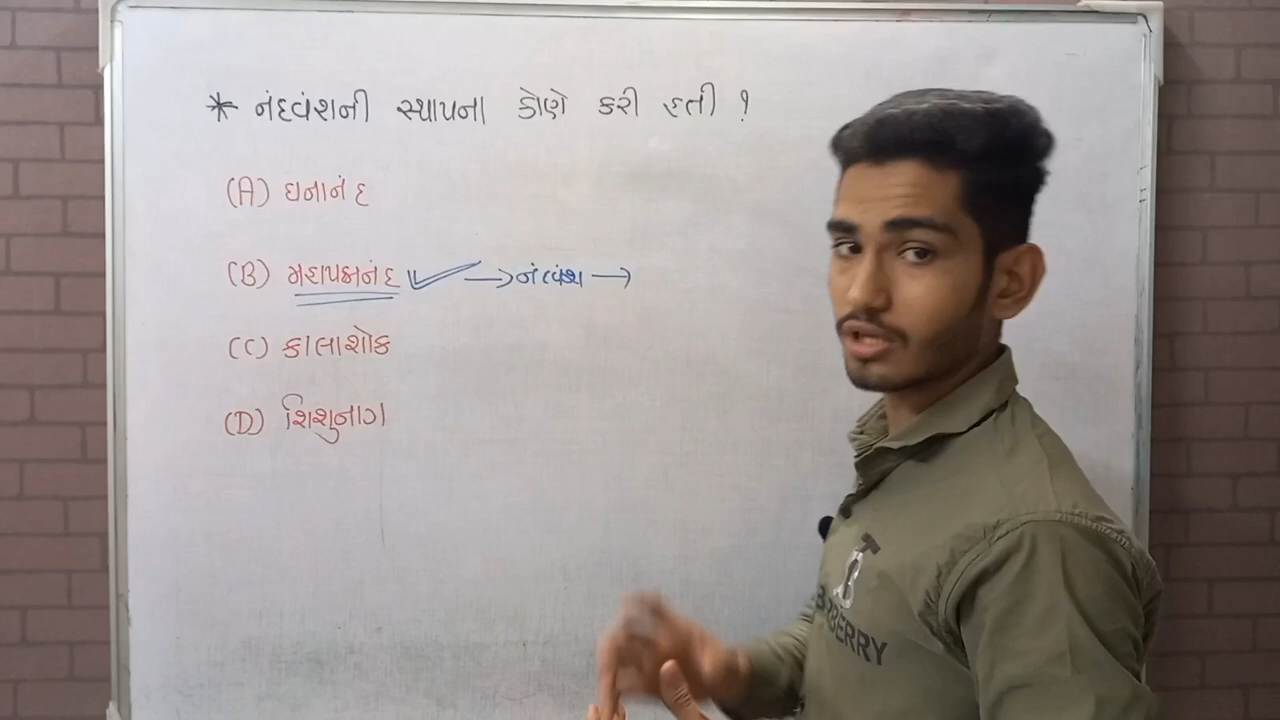 * નંદવંશની સ્થાપના કોણે કરી હતી ?
(A) ઘનાનંદ
(B) મહાપદ્મનંદ → નંદવંશ →
(C) કાલાશોક
(D) શિશુનાગ
BURBERRY